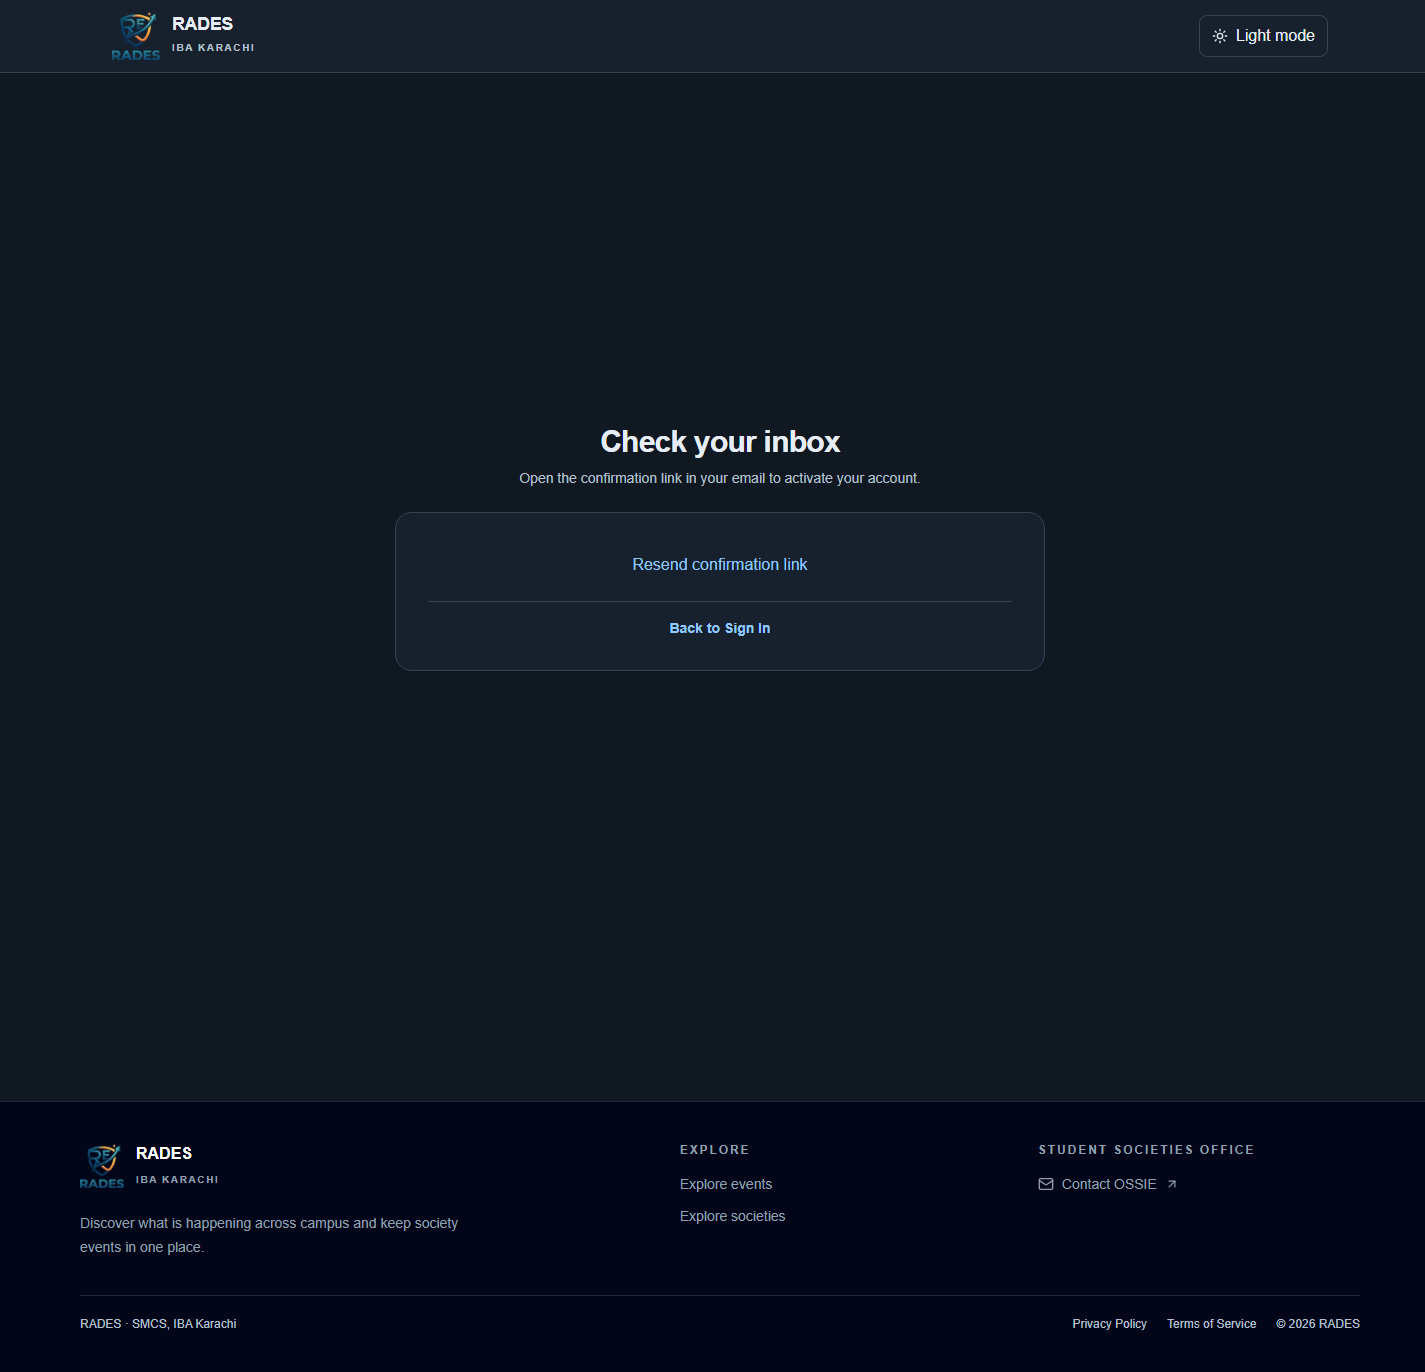 RADES
RADES
IBA KARACHI
Light mode
Check your inbox
Open the confirmation link in your email to activate your account.
Resend confirmation link
Back to Sign In
RADES
RADES
IBA KARACHI
Discover what is happening across campus and keep society
events in one place.
EXPLORE
Explore events
Explore societies
STUDENT SOCIETIES OFFICE
Contact OSSIE
RADES · SMCS, IBA Karachi
Privacy Policy
Terms of Service
© 2026 RADES